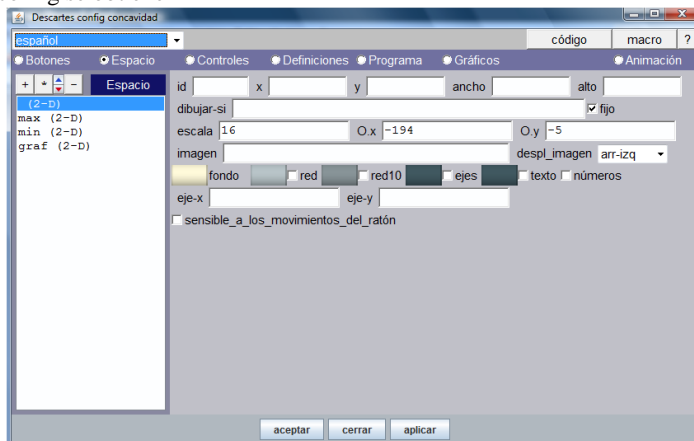 Descartes config concavidad
español código macro ?
Botones Espacio Controles Definiciones Programa Gráficos Animación
+ * - Espacio id x y ancho alto
(2-D) dibujar-si fijo
max (2-D) escala 16 O.x -194 O.y -5
min (2-D)
graf (2-D) imagen despl_imagen arr-izq
fondo red red10 ejes texto números
eje-x eje-y
sensible_a_los_movimientos_del_ratón
aceptar cerrar aplicar